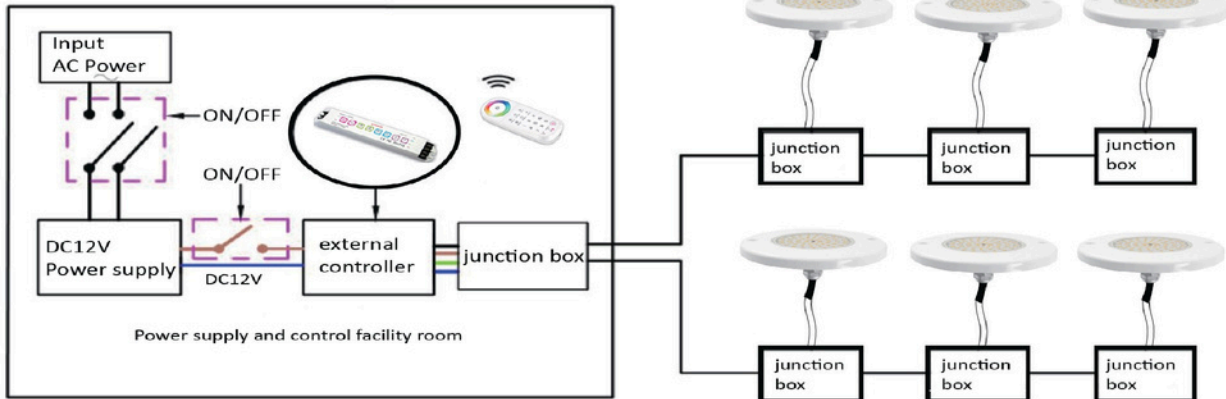 Input
AC Power
ON/OFF
ON/OFF
DC12V
Power supply
DC12V
external
controller
junction box
Power supply and control facility room
junction
box
junction
box
junction
box
junction
box
junction
box
junction
box